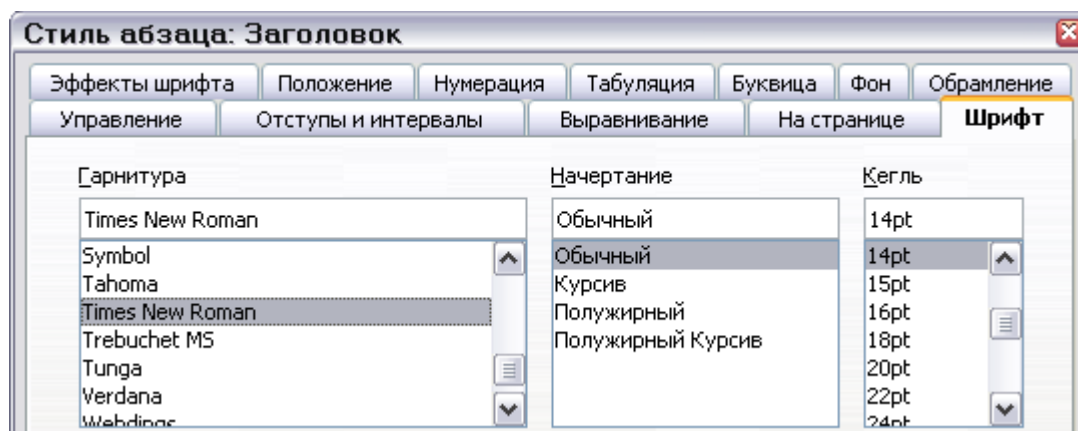 Стиль абзаца: Заголовок
Эффекты шрифта Положение Нумерация Табуляция Буквица Фон Обрамление
Управление Отступы и интервалы Выравнивание На странице Шрифт
Гарнитура Начертание Кегль
Times New Roman Обычный 14pt
Symbol Обычный 14pt
Tahoma Курсив 15pt
Times New Roman Полужирный 16pt
Trebuchet MS Полужирный Курсив 18pt
Tunga 20pt
Verdana 22pt
Webdings 24pt